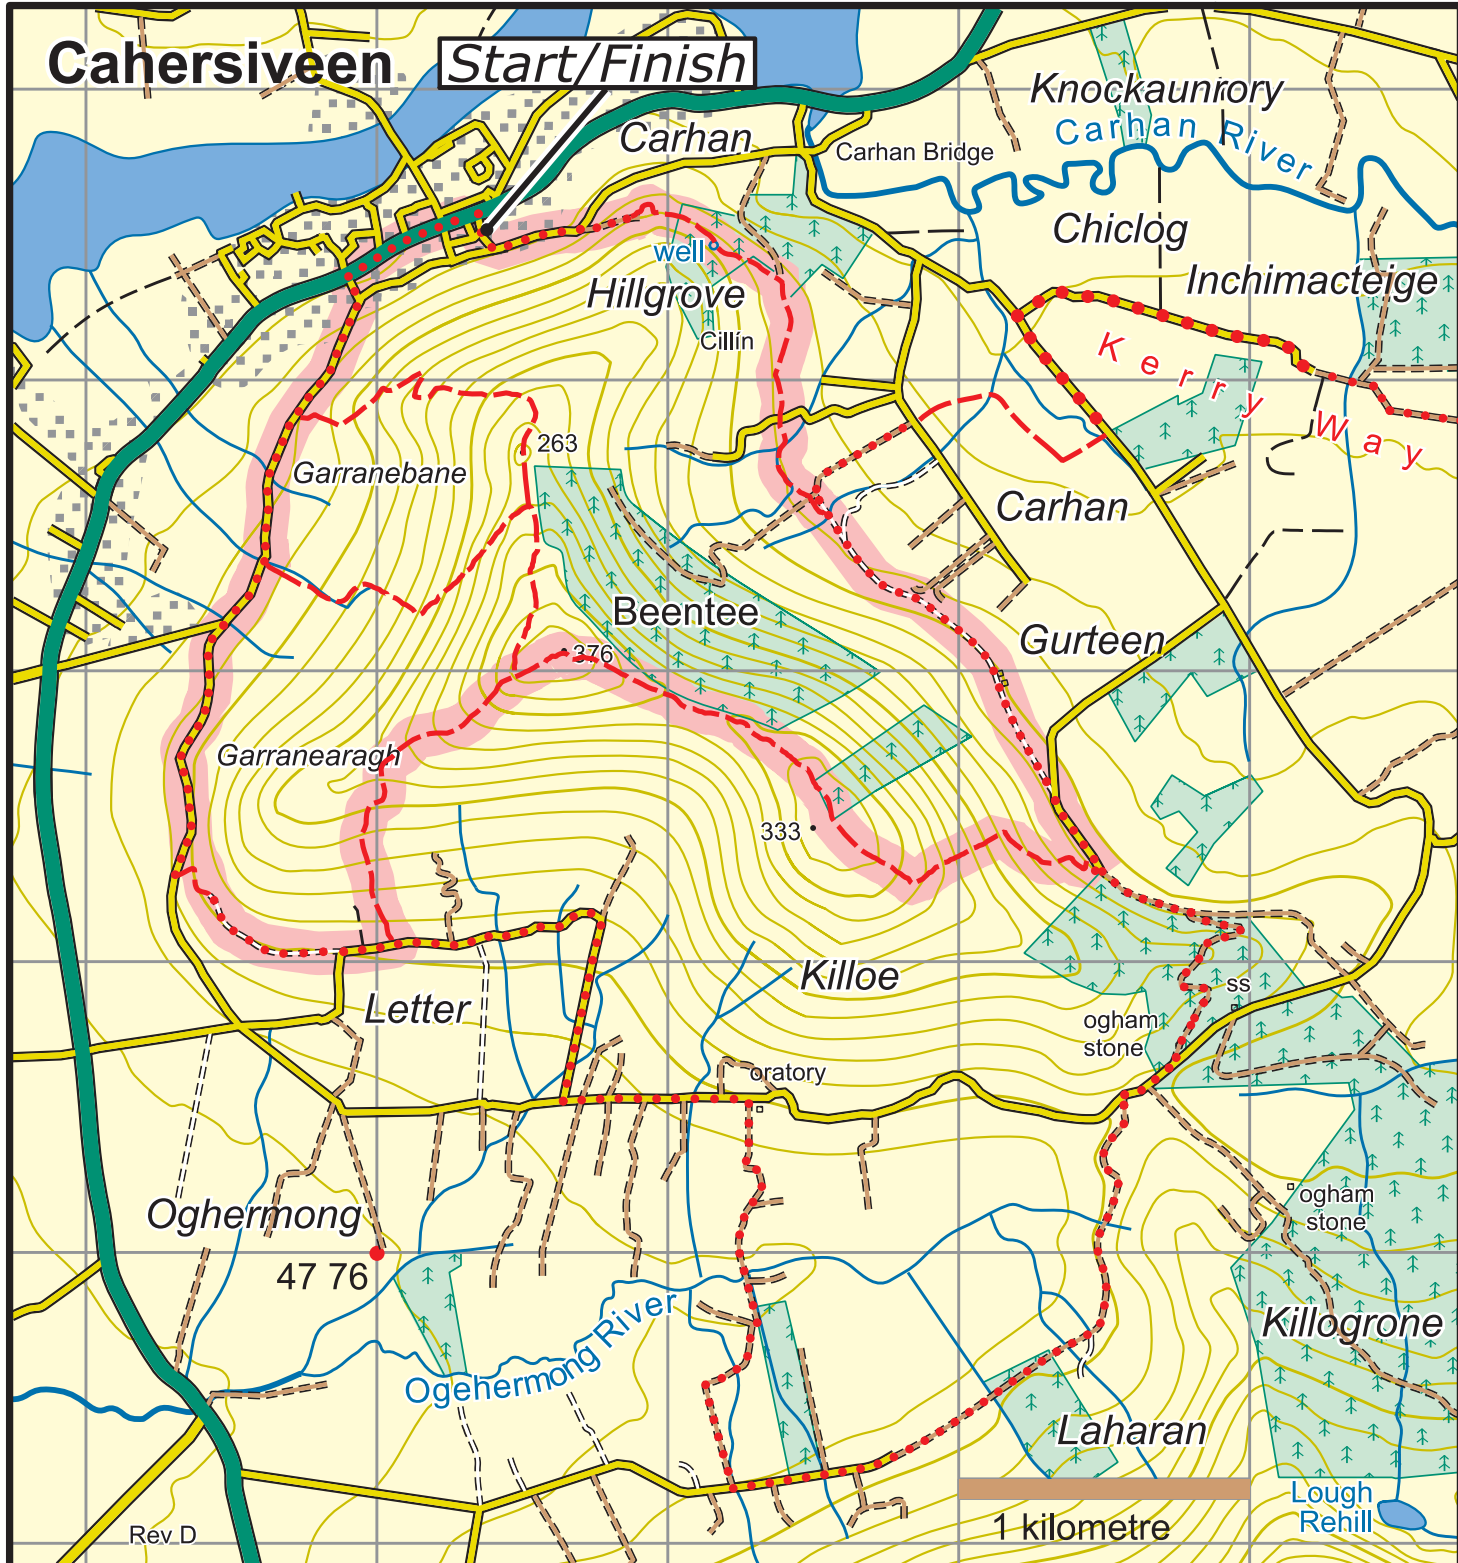 Cahersiveen
Start/Finish
Knockaunrory
Carhan
Carhan River
Carhan Bridge
Chiclog
well
Inchimacteige
Hillgrove
Cillín
Kerry Way
263
Garranebane
Carhan
Beentee
Gurteen
376
Garranearagh
333
Killoe
ss
Letter
ogham
stone
oratory
ogham
stone
Oghermong
47 76
Killogrone
Ogehermong River
Laharan
Lough
Rehill
1 kilometre
Rev D